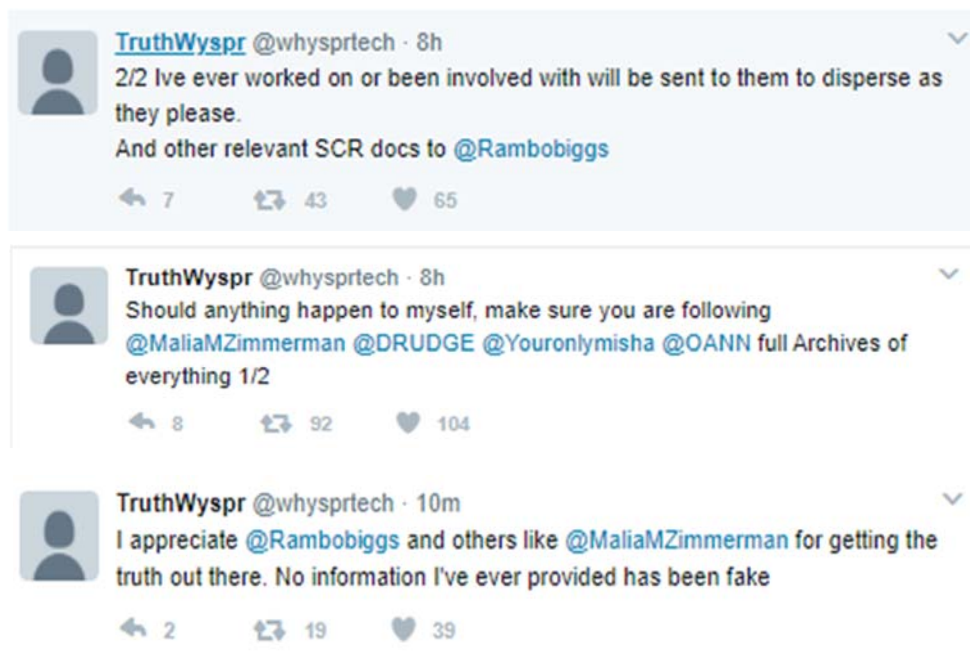 TruthWyspr @whysprtech · 8h
2/2 Ive ever worked on or been involved with will be sent to them to disperse as
they please.
And other relevant SCR docs to @Rambobiggs
7 43 65
TruthWyspr @whysprtech · 8h
Should anything happen to myself, make sure you are following
@MaliaMZimmerman @DRUDGE @Youronlymisha @OANN full Archives of
everything 1/2
8 92 104
TruthWyspr @whysprtech · 10m
I appreciate @Rambobiggs and others like @MaliaMZimmerman for getting the
truth out there. No information I've ever provided has been fake
2 19 39